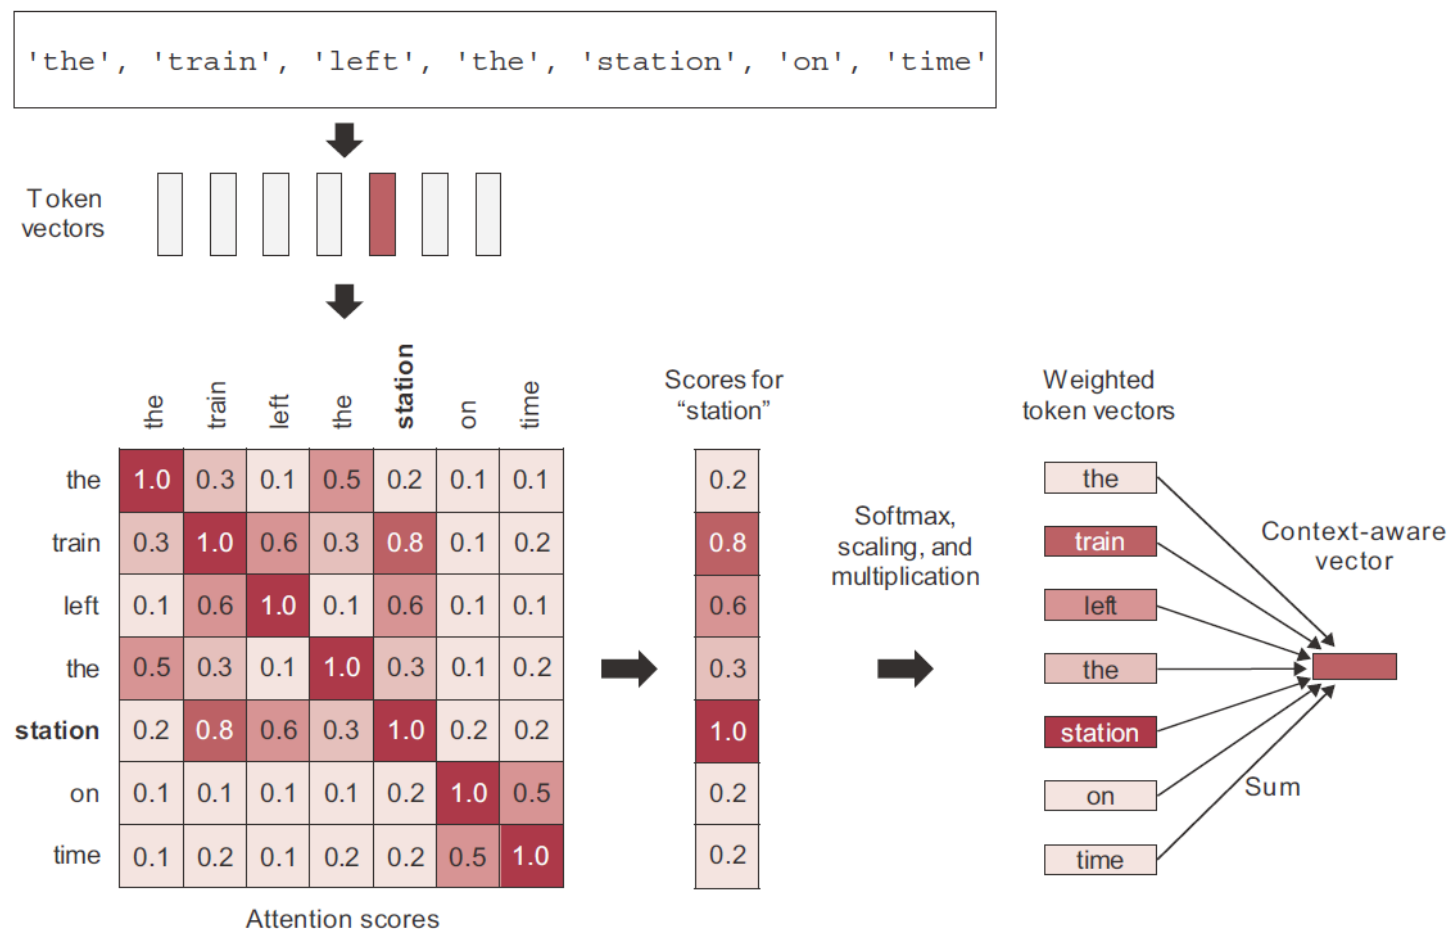 'the', 'train', 'left', 'the', 'station', 'on', 'time'
Token
vectors
the train left the station on time
the 1.0 0.3 0.1 0.5 0.2 0.1 0.1
train 0.3 1.0 0.6 0.3 0.8 0.1 0.2
left 0.1 0.6 1.0 0.1 0.6 0.1 0.1
the 0.5 0.3 0.1 1.0 0.3 0.1 0.2
station 0.2 0.8 0.6 0.3 1.0 0.2 0.2
on 0.1 0.1 0.1 0.1 0.2 1.0 0.5
time 0.1 0.2 0.1 0.2 0.2 0.5 1.0
Attention scores
Scores for
“station”
0.2
0.8
0.6
0.3
1.0
0.2
0.2
Softmax,
scaling, and
multiplication
Weighted
token vectors
the
train
left
the
station
on
time
Context-aware
vector
Sum